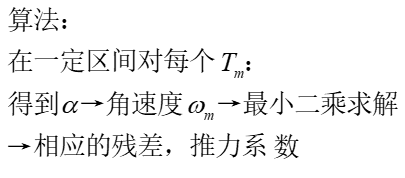 算法：
在一定区间对每个 Tₘ：
得到α→角速度 ωₘ→最小二乘求解
→相应的残差，推力系 数